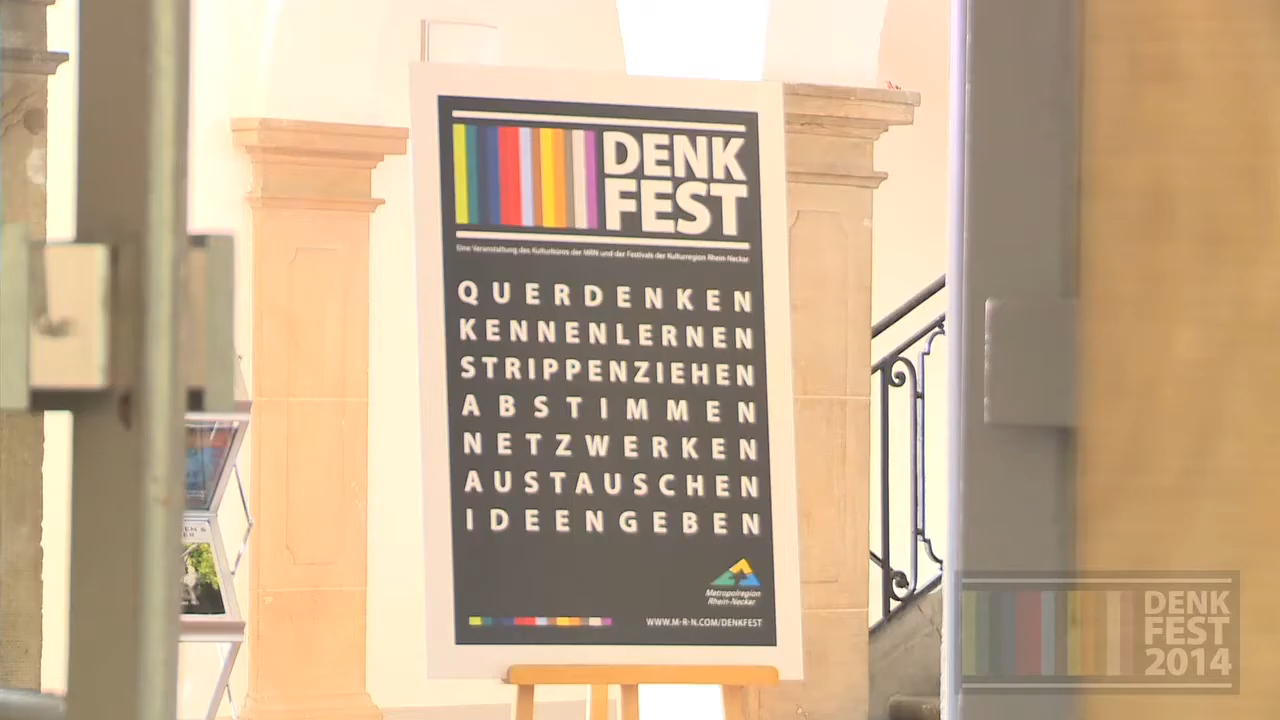 DENK
FEST
Eine Veranstaltung des Kulturbüros der MRN und der Festivals der Kulturregion Rhein-Neckar
QUERDENKEN
KENNENLERNEN
STRIPPENZIEHEN
ABSTIMMEN
NETZWERKEN
AUSTAUSCHEN
IDEENGEBEN
Metropolregion
Rhein-Neckar
WWW.M-R-N.COM/DENKFEST
DENK
FEST
2014